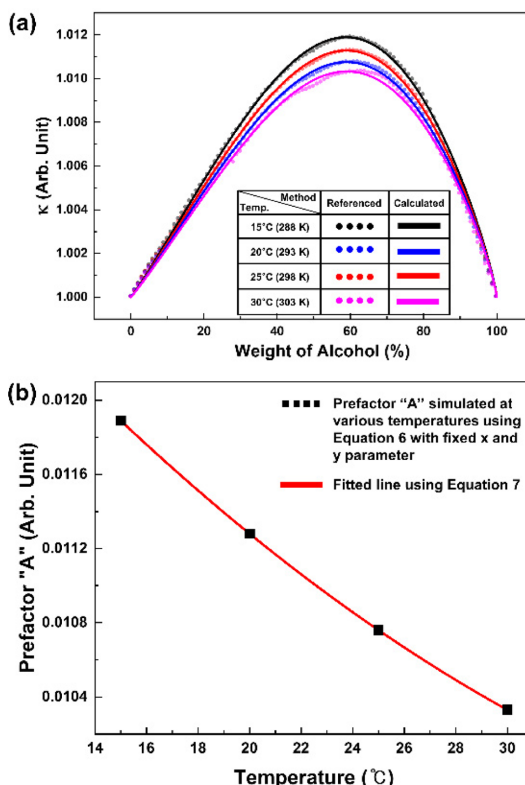 (a)
1.012
1.010
1.008
1.006
1.004
1.002
1.000
κ (Arb. Unit)
Method
Temp.
Referenced
Calculated
15°C (288 K)
20°C (293 K)
25°C (298 K)
30°C (303 K)
0 20 40 60 80 100
Weight of Alcohol (%)
(b)
0.0120
0.0116
0.0112
0.0108
0.0104
Prefactor "A" (Arb. Unit)
Prefactor “A” simulated at
various temperatures using
Equation 6 with fixed x and
y parameter
Fitted line using Equation 7
14 16 18 20 22 24 26 28 30
Temperature (℃)